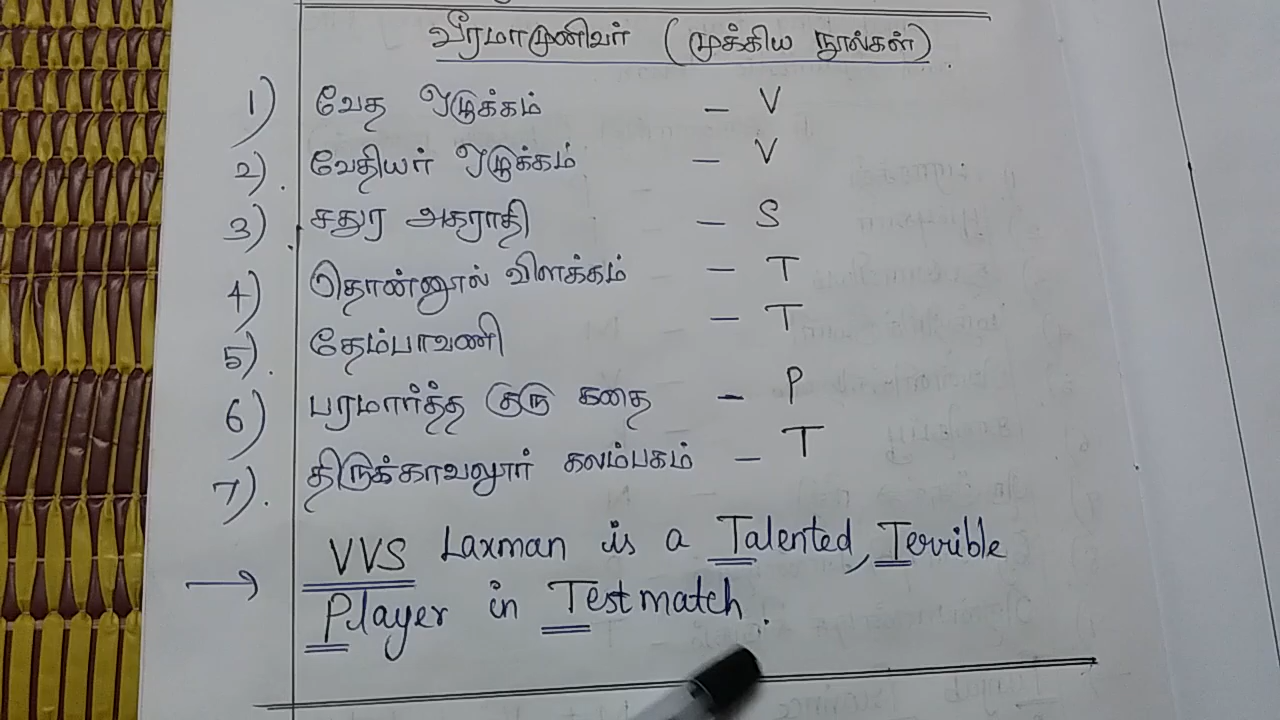 வீரமாமுனிவர் (முக்கிய நூல்கள்)
1) வேத ஒழுக்கம் – V
2). வேதியர் ஒழுக்கம் – V
3) சதுர அகராதி – S
4) தொன்னூல் விளக்கம் – T
5). தேம்பாவணி – T
6) பரமார்த்த குரு கதை – P
7). திருக்காவலூர் கலம்பகம் – T
→ VVS Laxman is a Talented, Terrible
Player in Test match.